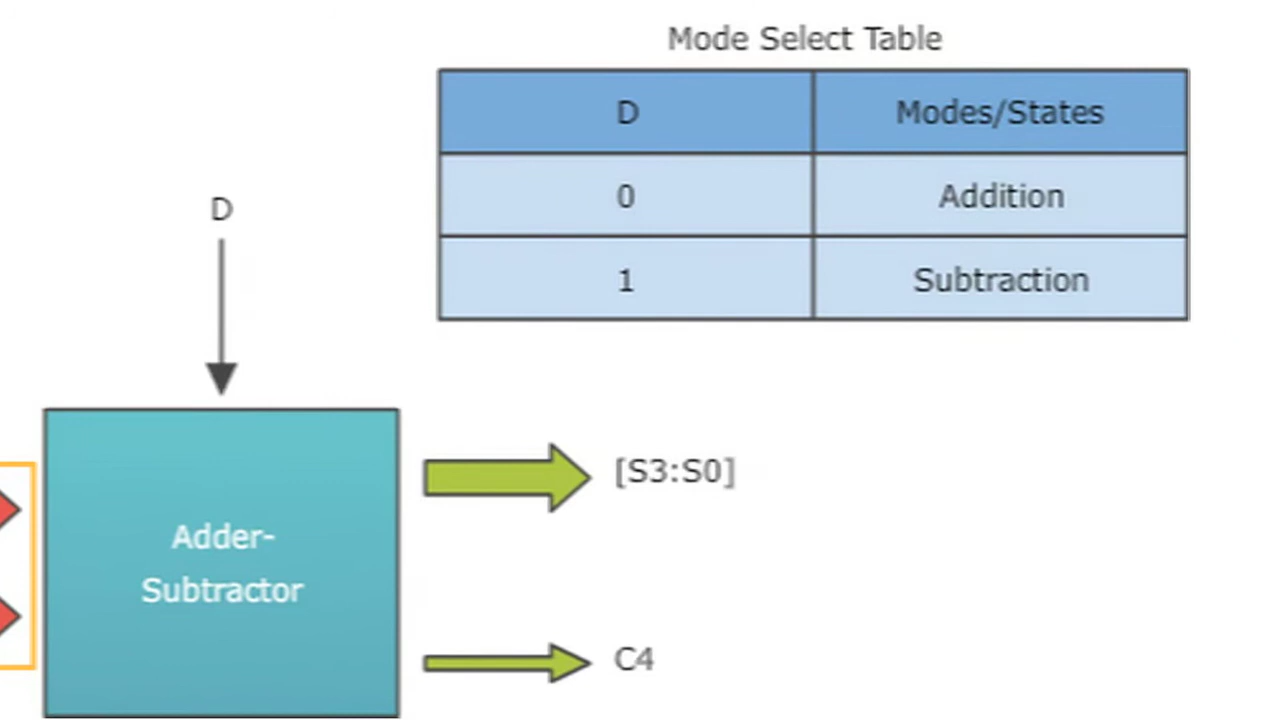 Mode Select Table
D Modes/States
0 Addition
1 Subtraction
D
Adder-
Subtractor
[S3:S0]
C4